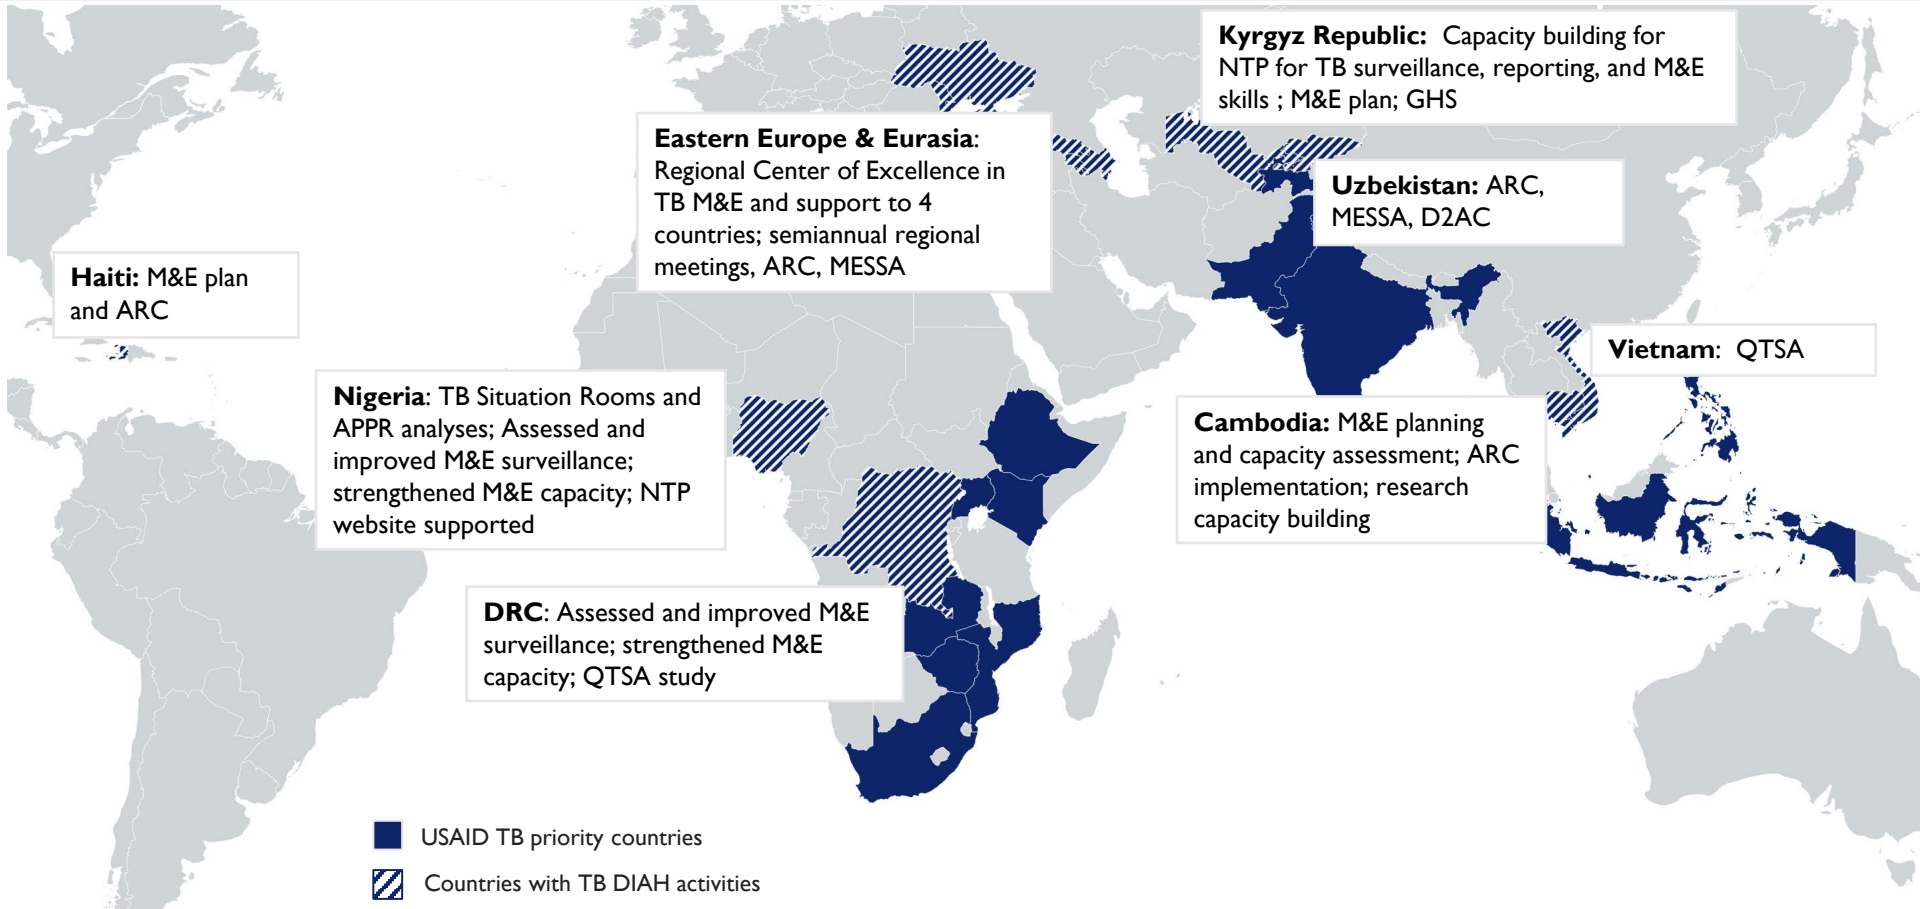 Kyrgyz Republic: Capacity building for
NTP for TB surveillance, reporting, and M&E
skills ; M&E plan; GHS
Eastern Europe & Eurasia:
Regional Center of Excellence in
TB M&E and support to 4
countries; semiannual regional
meetings, ARC, MESSA
Uzbekistan: ARC,
MESSA, D2AC
Haiti: M&E plan
and ARC
Vietnam: QTSA
Nigeria: TB Situation Rooms and
APPR analyses; Assessed and
improved M&E surveillance;
strengthened M&E capacity; NTP
website supported
Cambodia: M&E planning
and capacity assessment; ARC
implementation; research
capacity building
DRC: Assessed and improved M&E
surveillance; strengthened M&E
capacity; QTSA study
USAID TB priority countries
Countries with TB DIAH activities